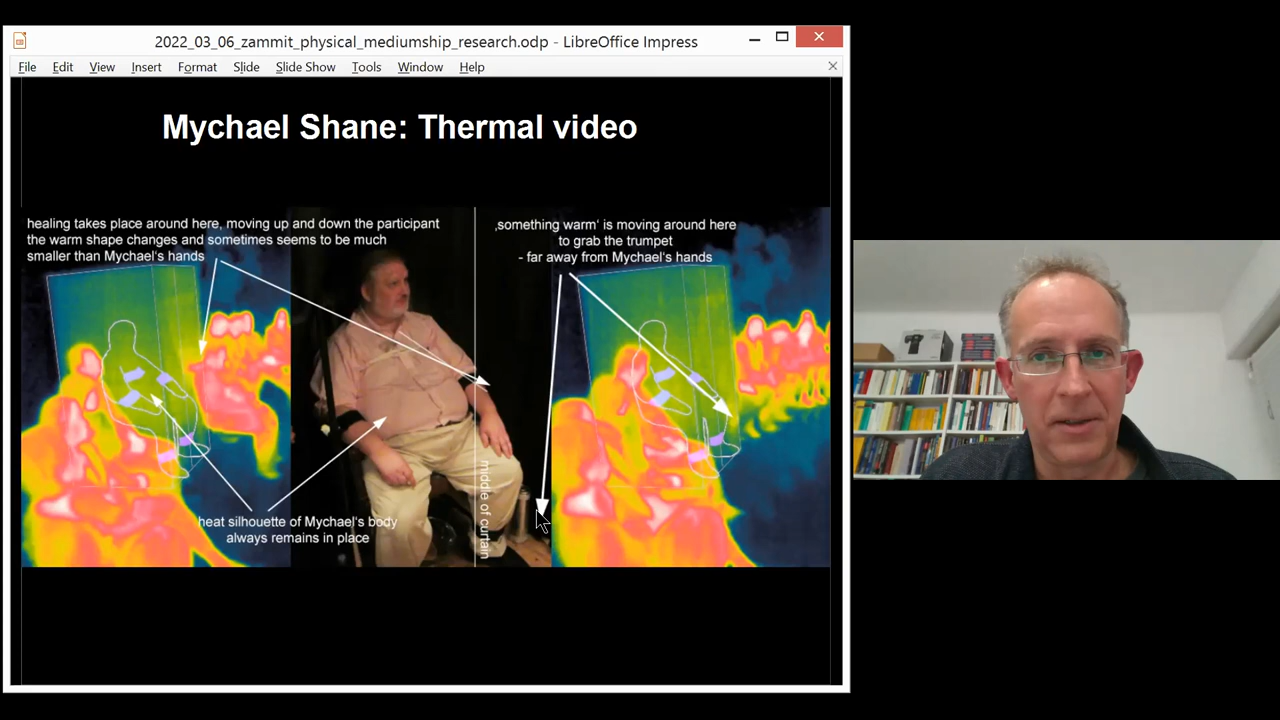 2022_03_06_zammit_physical_mediumship_research.odp - LibreOffice Impress
File Edit View Insert Format Slide Slide Show Tools Window Help
Mychael Shane: Thermal video
healing takes place around here, moving up and down the participant
the warm shape changes and sometimes seems to be much
smaller than Mychael's hands
‚something warm‘ is moving around here
to grab the trumpet
- far away from Mychael's hands
middle of curtain
heat silhouette of Mychael's body
always remains in place